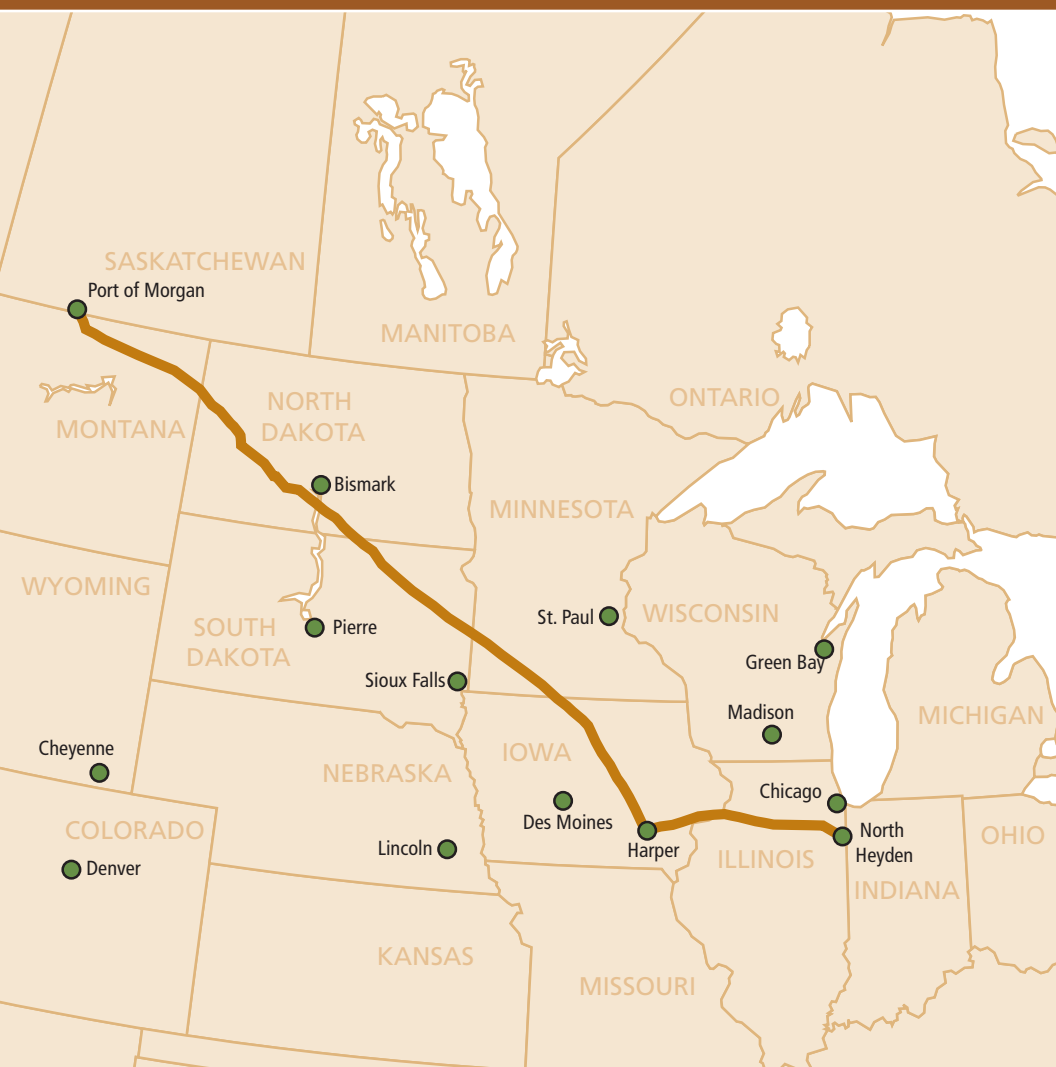 SASKATCHEWAN
Port of Morgan
MANITOBA
ONTARIO
MONTANA
NORTH
DAKOTA
Bismark
MINNESOTA
WYOMING
SOUTH
DAKOTA
Pierre
St. Paul
WISCONSIN
Green Bay
Sioux Falls
Madison
MICHIGAN
Cheyenne
NEBRASKA
IOWA
Chicago
COLORADO
Des Moines
Harper
North
Heyden
OHIO
Lincoln
ILLINOIS
Denver
INDIANA
KANSAS
MISSOURI